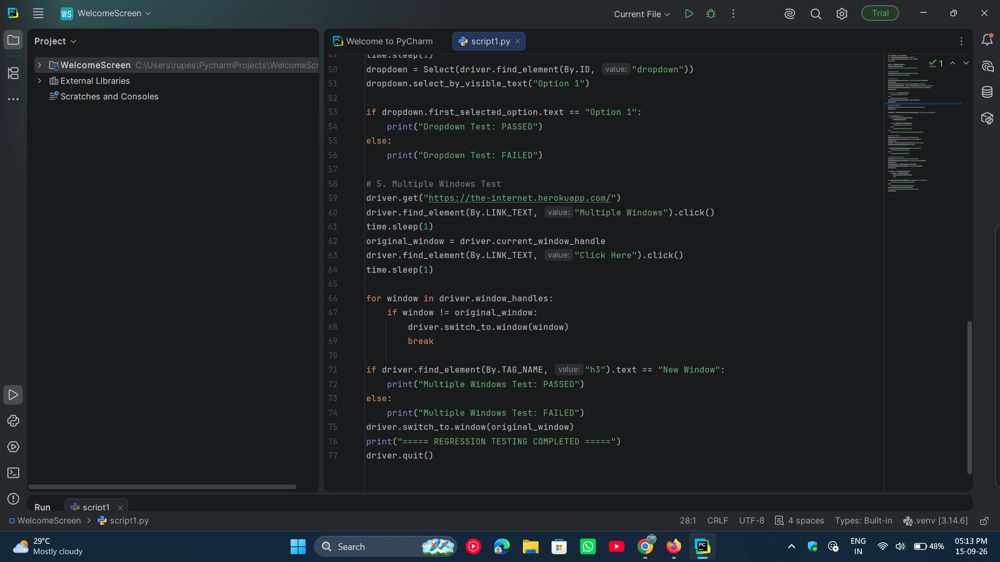 WS WelcomeScreen
Current File
Trial
Project
WelcomeScreen C:\Users\rupes\PycharmProjects\WelcomeScr
External Libraries
Scratches and Consoles
Welcome to PyCharm
script1.py
1
49 time.sleep(1)
50 dropdown = Select(driver.find_element(By.ID, value: "dropdown"))
51 dropdown.select_by_visible_text("Option 1")
52
53 if dropdown.first_selected_option.text == "Option 1":
54 print("Dropdown Test: PASSED")
55 else:
56 print("Dropdown Test: FAILED")
57
58 # 5. Multiple Windows Test
59 driver.get("https://the-internet.herokuapp.com/")
60 driver.find_element(By.LINK_TEXT, value: "Multiple Windows").click()
61 time.sleep(1)
62 original_window = driver.current_window_handle
63 driver.find_element(By.LINK_TEXT, value: "Click Here").click()
64 time.sleep(1)
65
66 for window in driver.window_handles:
67 if window != original_window:
68 driver.switch_to.window(window)
69 break
70
71 if driver.find_element(By.TAG_NAME, value: "h3").text == "New Window":
72 print("Multiple Windows Test: PASSED")
73 else:
74 print("Multiple Windows Test: FAILED")
75 driver.switch_to.window(original_window)
76 print("===== REGRESSION TESTING COMPLETED =====")
77 driver.quit()
Run
script1
WelcomeScreen > script1.py
28:1 CRLF UTF-8 4 spaces Types: Built-in .venv [3.14.6]
29°C
Mostly cloudy
Search
ENG
IN
48%
05:13 PM
15-09-26